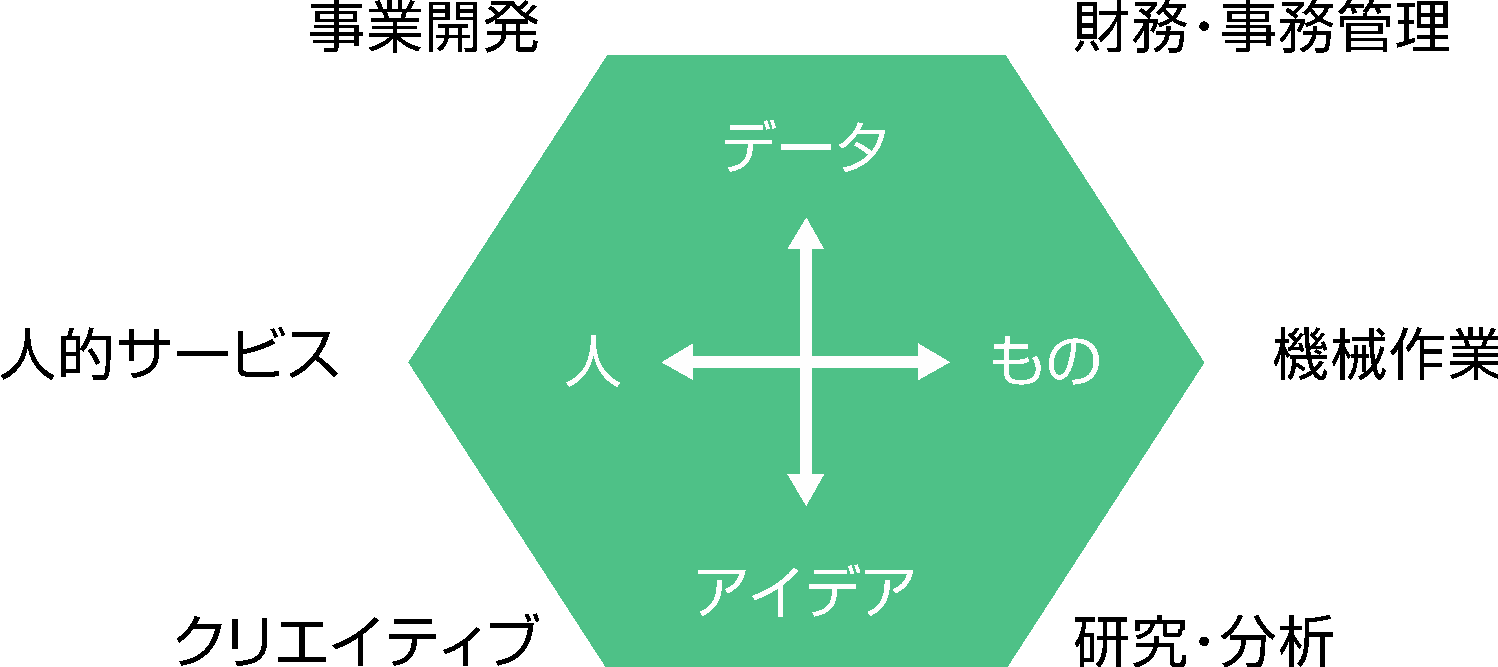 事業開発
財務・事務管理
データ
人的サービス
人
もの
機械作業
アイデア
クリエイティブ
研究・分析